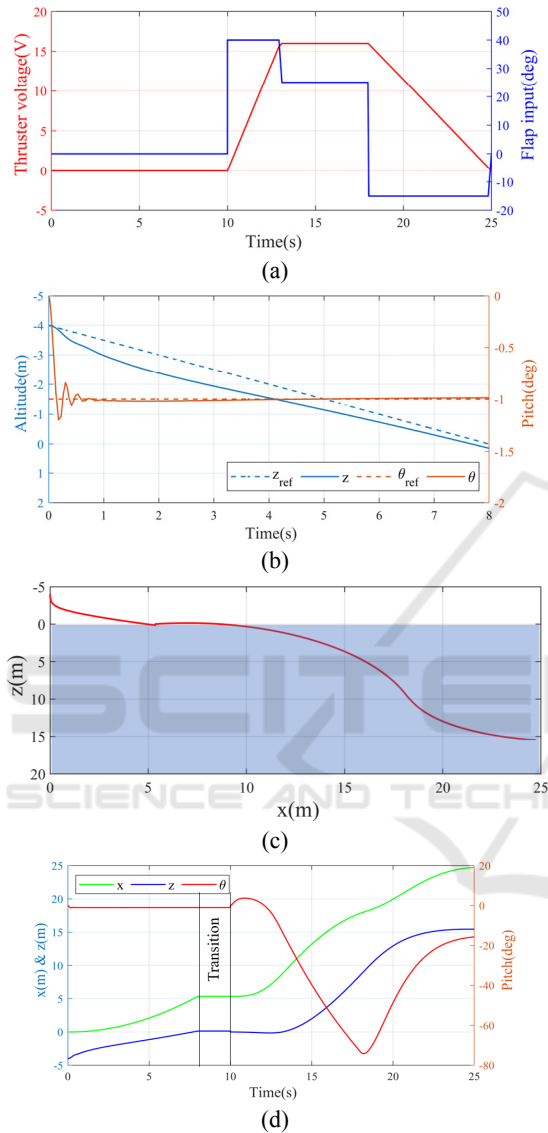 20
15
10
5
0
-5
Thruster voltage(V)
50
40
30
20
10
0
-10
-20
Flap input(deg)
0 5 10 15 20 25
Time(s)
(a)
-5
-4
-3
-2
-1
0
1
2
Altitude(m)
0
-0.5
-1
-1.5
-2
Pitch(deg)
z_ref z θ_ref θ
0 1 2 3 4 5 6 7 8
Time(s)
(b)
-5
0
5
10
15
20
z(m)
SCITE
SCIENCE AND TECH
0 5 10 15 20 25
x(m)
(c)
25
20
15
10
5
0
-5
x(m) & z(m)
x z θ
Transition
20
0
-20
-40
-60
-80
Pitch(deg)
0 5 10 15 20 25
Time(s)
(d)